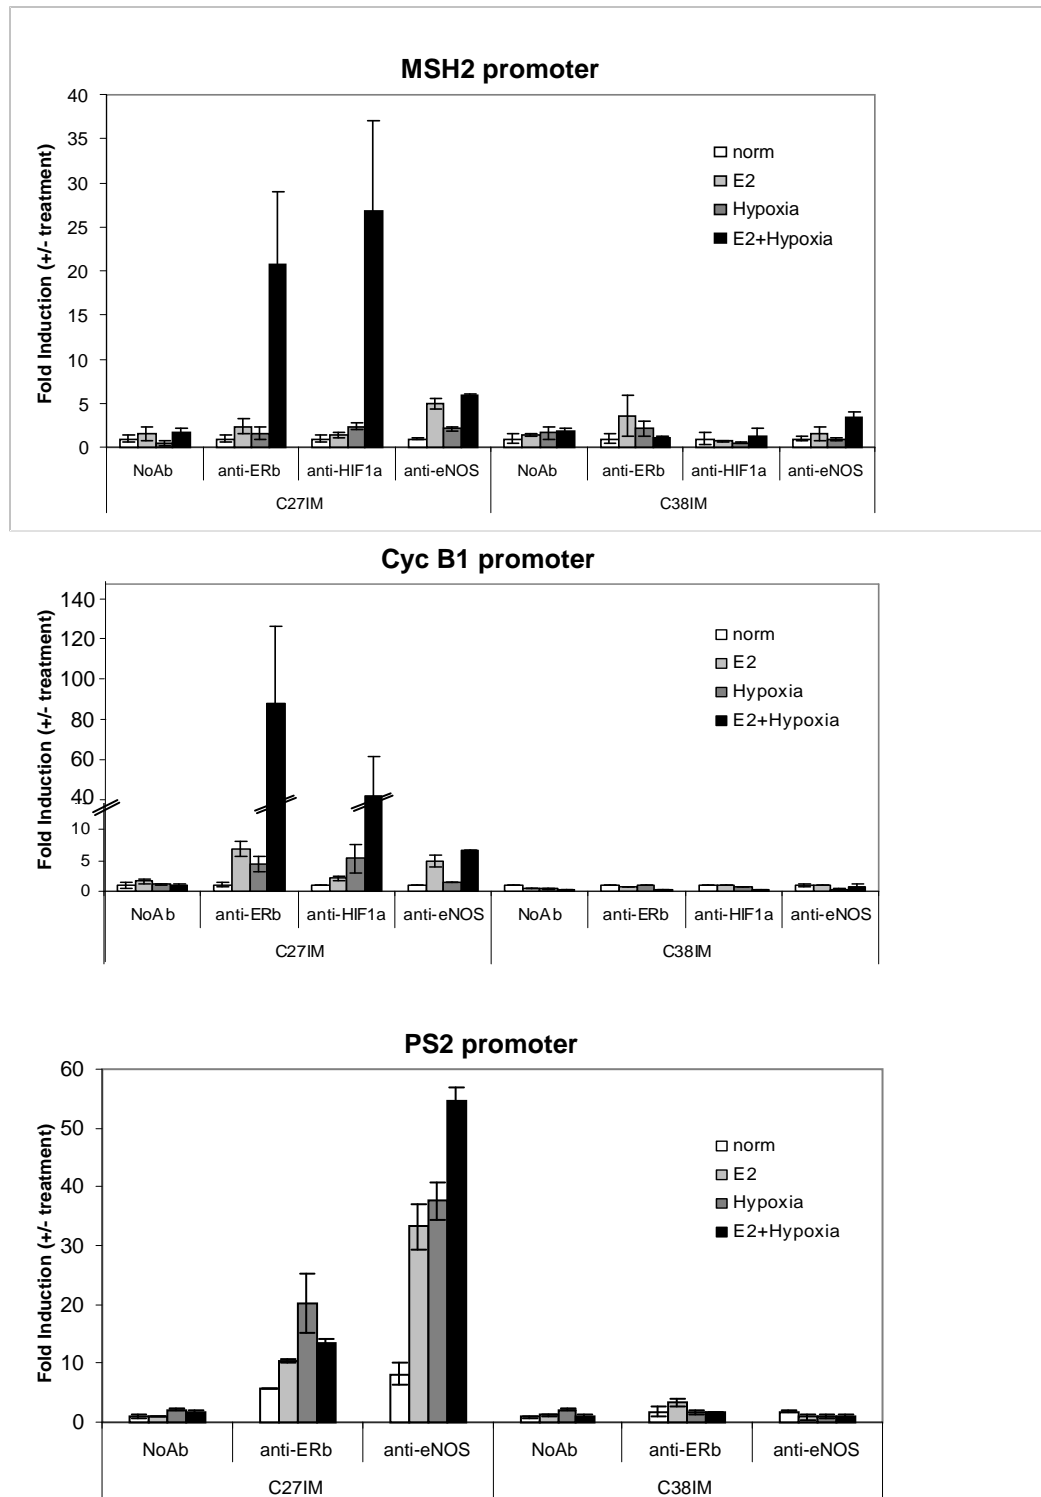 MSH2 promoter
Fold Induction (+/- treatment)
40
35
30
25
20
15
10
5
0
norm
E2
Hypoxia
E2+Hypoxia
NoAb anti-ERb anti-HIF1a anti-eNOS NoAb anti-ERb anti-HIF1a anti-eNOS
C27IM C38IM
Cyc B1 promoter
Fold Induction (+/- treatment)
140
120
100
80
60
40
10
5
0
norm
E2
Hypoxia
E2+Hypoxia
NoAb anti-ERb anti-HIF1a anti-eNOS NoAb anti-ERb anti-HIF1a anti-eNOS
C27IM C38IM
PS2 promoter
Fold Induction (+/- treatment)
60
50
40
30
20
10
0
norm
E2
Hypoxia
E2+Hypoxia
NoAb anti-ERb anti-eNOS NoAb anti-ERb anti-eNOS
C27IM C38IM